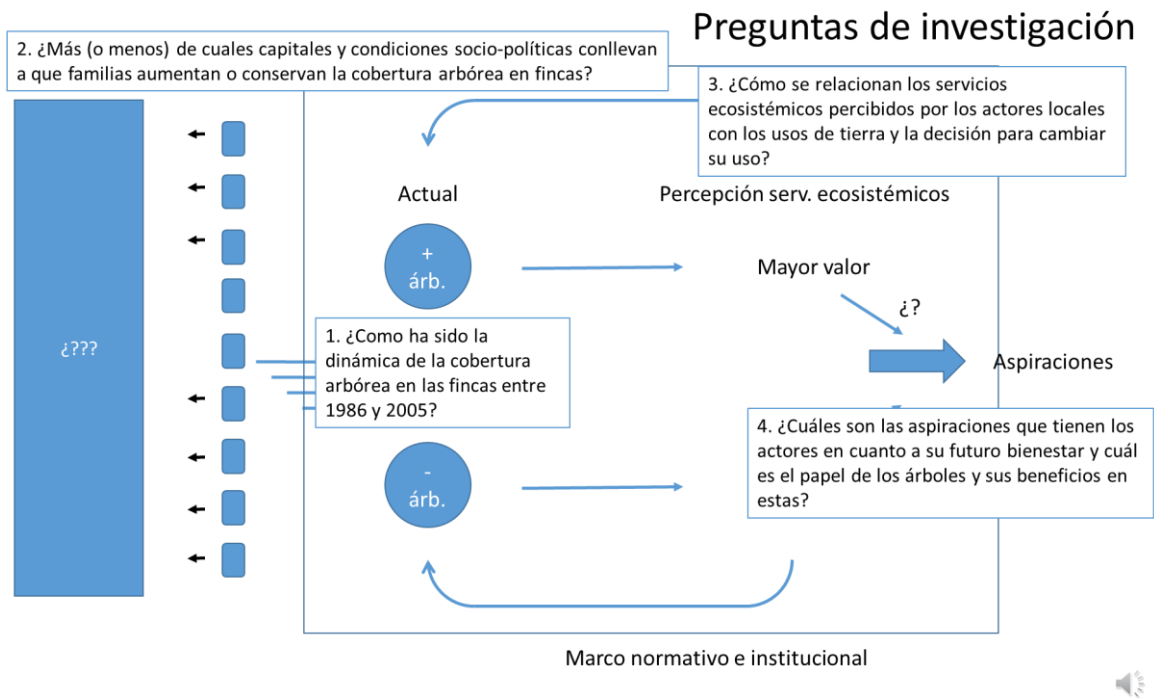 Preguntas de investigación
2. ¿Más (o menos) de cuales capitales y condiciones socio-políticas conllevan
a que familias aumentan o conservan la cobertura arbórea en fincas?
3. ¿Cómo se relacionan los servicios
ecosistémicos percibidos por los actores locales
con los usos de tierra y la decisión para cambiar
su uso?
Actual
Percepción serv. ecosistémicos
+
árb.
Mayor valor
¿?
¿???
1. ¿Como ha sido la
dinámica de la cobertura
arbórea en las fincas entre
1986 y 2005?
Aspiraciones
4. ¿Cuáles son las aspiraciones que tienen los
actores en cuanto a su futuro bienestar y cuál
es el papel de los árboles y sus beneficios en
estas?
-
árb.
Marco normativo e institucional